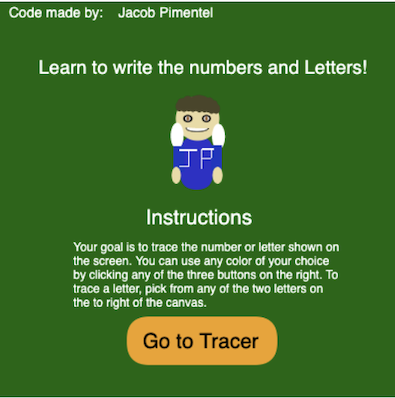 Code made by: Jacob Pimentel
Learn to write the numbers and Letters!
JP
Instructions
Your goal is to trace the number or letter shown on
the screen. You can use any color of your choice
by clicking any of the three buttons on the right. To
trace a letter, pick from any of the two letters on
the to right of the canvas.
Go to Tracer